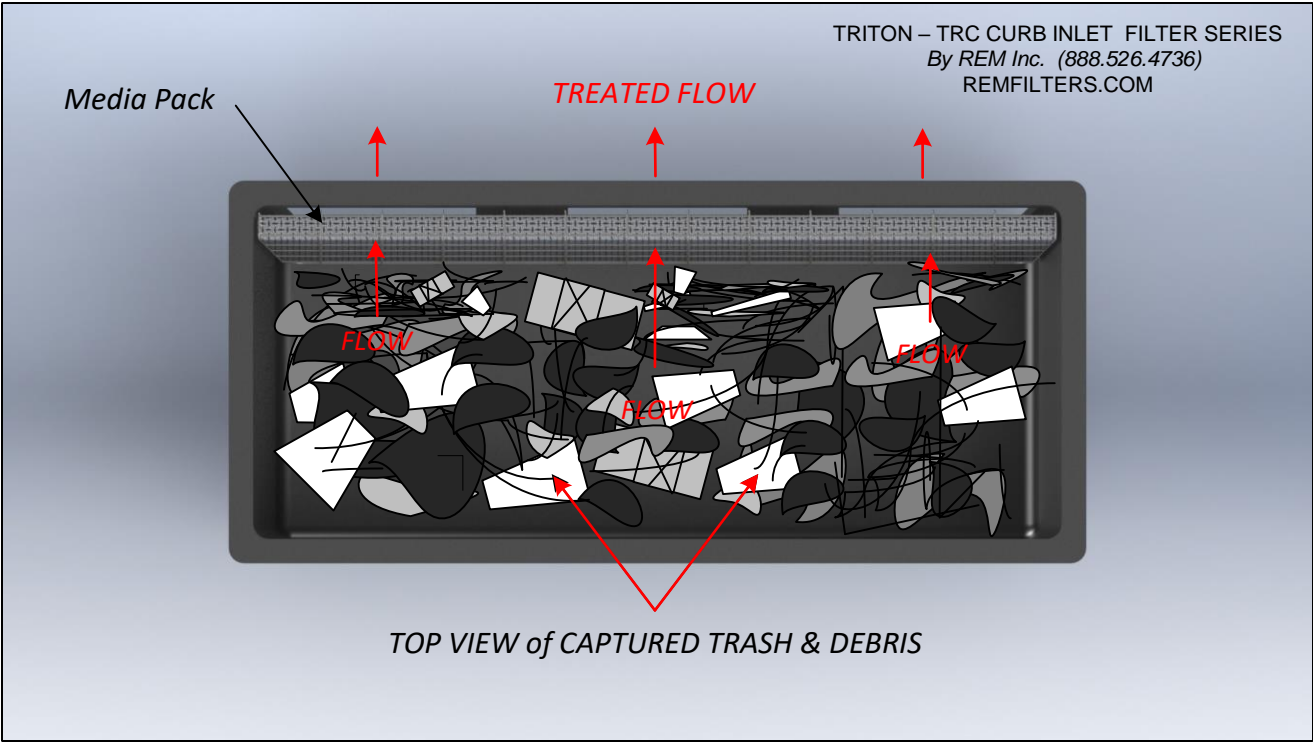 TRITON – TRC CURB INLET FILTER SERIES
By REM Inc. (888.526.4736)
REMFILTERS.COM
Media Pack
TREATED FLOW
FLOW
FLOW
FLOW
TOP VIEW of CAPTURED TRASH & DEBRIS